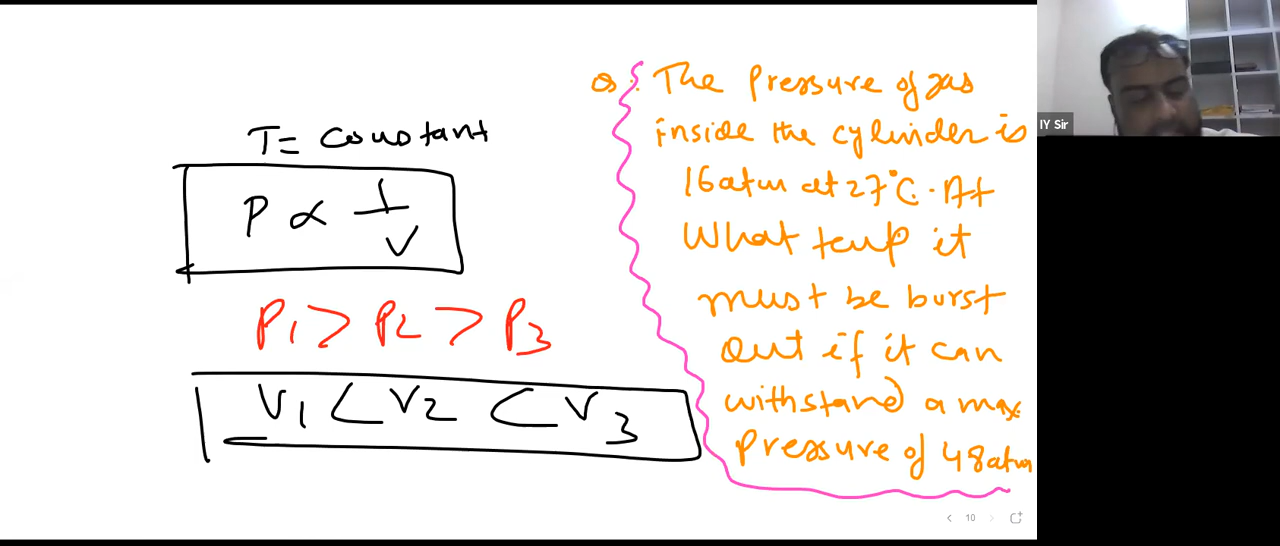 T = constant
P ∝ 1/V
P1 > P2 > P3
V1 < V2 < V3
Q: The Pressure of gas
inside the cylinder is
16atm at 27°C. At
What temp it
must be burst
out if it can
withstand a max.
Pressure of 48atm
IY Sir
10